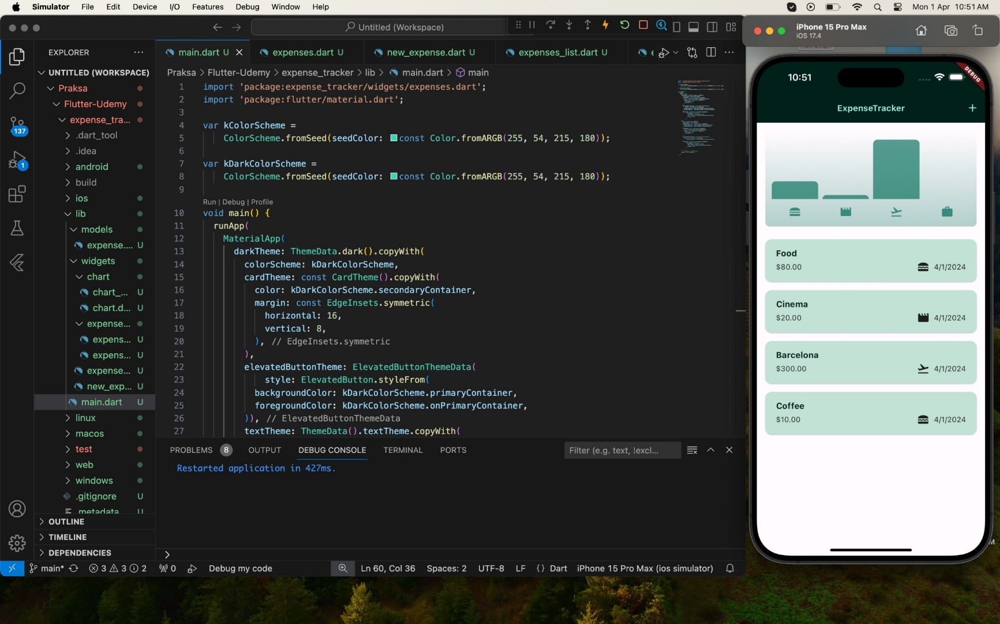 Simulator File Edit Device I/O Features Debug Window Help Mon 1 Apr 10:51 AM
Untitled (Workspace)
EXPLORER
UNTITLED (WORKSPACE)
Praksa
Flutter-Udemy
expense_tra...
.dart_tool
.idea
android
build
ios
lib
models
expense.... U
widgets
chart
chart_... U
chart.d... U
expense...
expens... U
expens... U
expense... U
new_exp... U
main.dart U
linux
macos
test
web
windows
.gitignore U
.metadata U
OUTLINE
TIMELINE
DEPENDENCIES
137
1
main.dart U expenses.dart U new_expense.dart U expenses_list.dart U
Praksa > Flutter-Udemy > expense_tracker > lib > main.dart > main
1 import 'package:expense_tracker/widgets/expenses.dart';
2 import 'package:flutter/material.dart';
3
4 var kColorScheme =
5 ColorScheme.fromSeed(seedColor: const Color.fromARGB(255, 54, 215, 180));
6
7 var kDarkColorScheme =
8 ColorScheme.fromSeed(seedColor: const Color.fromARGB(255, 54, 215, 180));
9
Run | Debug | Profile
10 void main() {
11 runApp(
12 MaterialApp(
13 darkTheme: ThemeData.dark().copyWith(
14 colorScheme: kDarkColorScheme,
15 cardTheme: const CardTheme().copyWith(
16 color: kDarkColorScheme.secondaryContainer,
17 margin: const EdgeInsets.symmetric(
18 horizontal: 16,
19 vertical: 8,
20 ), // EdgeInsets.symmetric
21 ),
22 elevatedButtonTheme: ElevatedButtonThemeData(
23 style: ElevatedButton.styleFrom(
24 backgroundColor: kDarkColorScheme.primaryContainer,
25 foregroundColor: kDarkColorScheme.onPrimaryContainer,
26 )), // ElevatedButtonThemeData
27 textTheme: ThemeData().textTheme.copyWith(
PROBLEMS 8 OUTPUT DEBUG CONSOLE TERMINAL PORTS Filter (e.g. text, !excl...
Restarted application in 427ms.
main* 3 3 2 0 Debug my code Ln 60, Col 36 Spaces: 2 UTF-8 LF {} Dart iPhone 15 Pro Max (ios simulator)
iPhone 15 Pro Max
iOS 17.4
10:51
DEBUG
ExpenseTracker +
Food
$80.00 4/1/2024
Cinema
$20.00 4/1/2024
Barcelona
$300.00 4/1/2024
Coffee
$10.00 4/1/2024